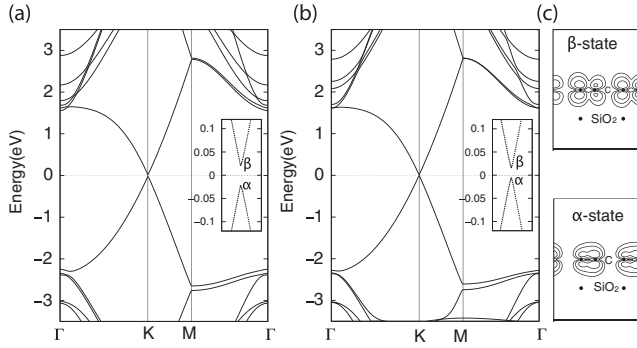 (a)
(b)
(c)
Energy(eV)
3
2
1
0
−1
−2
−3
0.1
0.05
0
−0.05
−0.1
β
α
Γ
K
M
Γ
Energy(eV)
3
2
1
0
−1
−2
−3
0.1
0.05
0
−0.05
−0.1
β
α
Γ
K
M
Γ
β-state
C
SiO₂
α-state
C
SiO₂